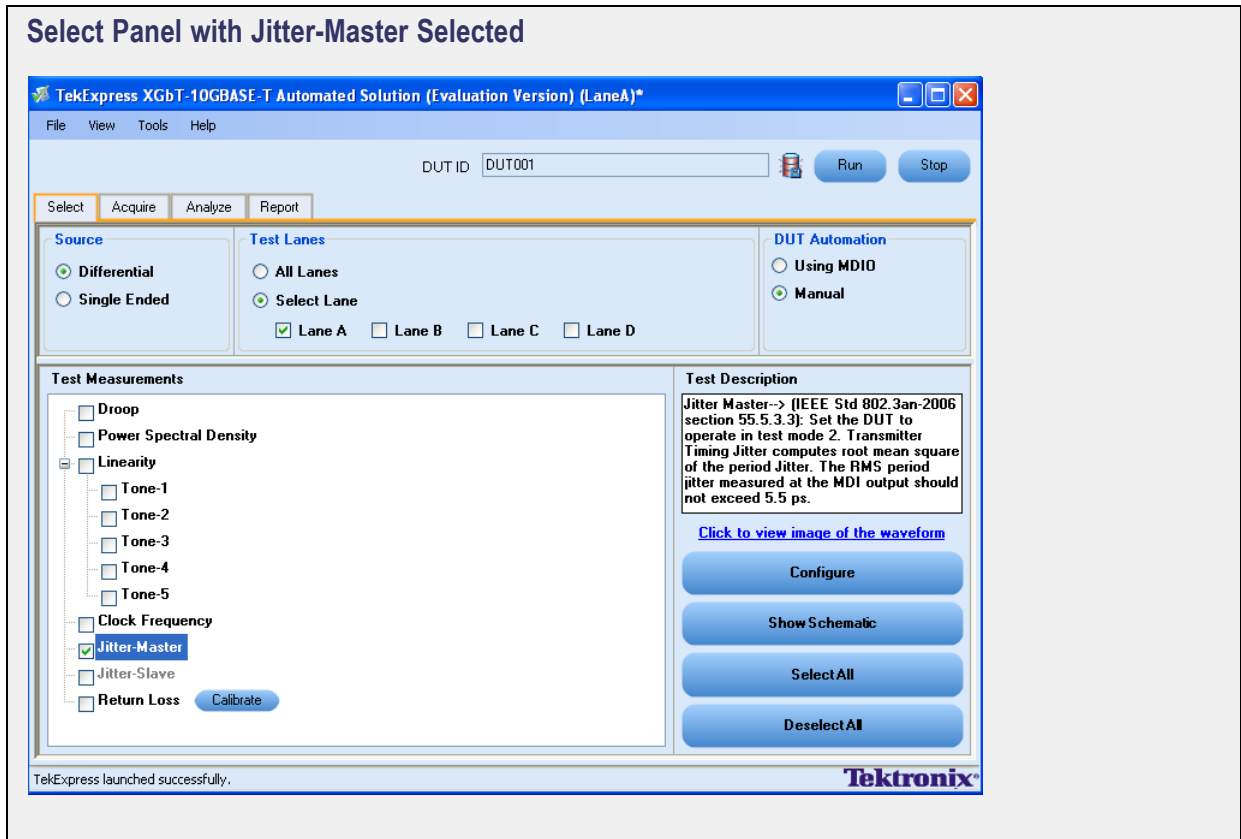 Select Panel with Jitter-Master Selected
TekExpress XGbT-10GBASE-T Automated Solution (Evaluation Version) (LaneA)*
File View Tools Help
DUT ID DUT001 Run Stop
Select Acquire Analyze Report
Source
Differential
Single Ended
Test Lanes
All Lanes
Select Lane
Lane A Lane B Lane C Lane D
DUT Automation
Using MDIO
Manual
Test Measurements
Droop
Power Spectral Density
Linearity
Tone-1
Tone-2
Tone-3
Tone-4
Tone-5
Clock Frequency
Jitter-Master
Jitter-Slave
Return Loss Calibrate
Test Description
Jitter Master--> (IEEE Std 802.3an-2006
section 55.5.3.3): Set the DUT to
operate in test mode 2. Transmitter
Timing Jitter computes root mean square
of the period Jitter. The RMS period
jitter measured at the MDI output should
not exceed 5.5 ps.
Click to view image of the waveform
Configure
Show Schematic
Select All
Deselect All
TekExpress launched successfully.
Tektronix